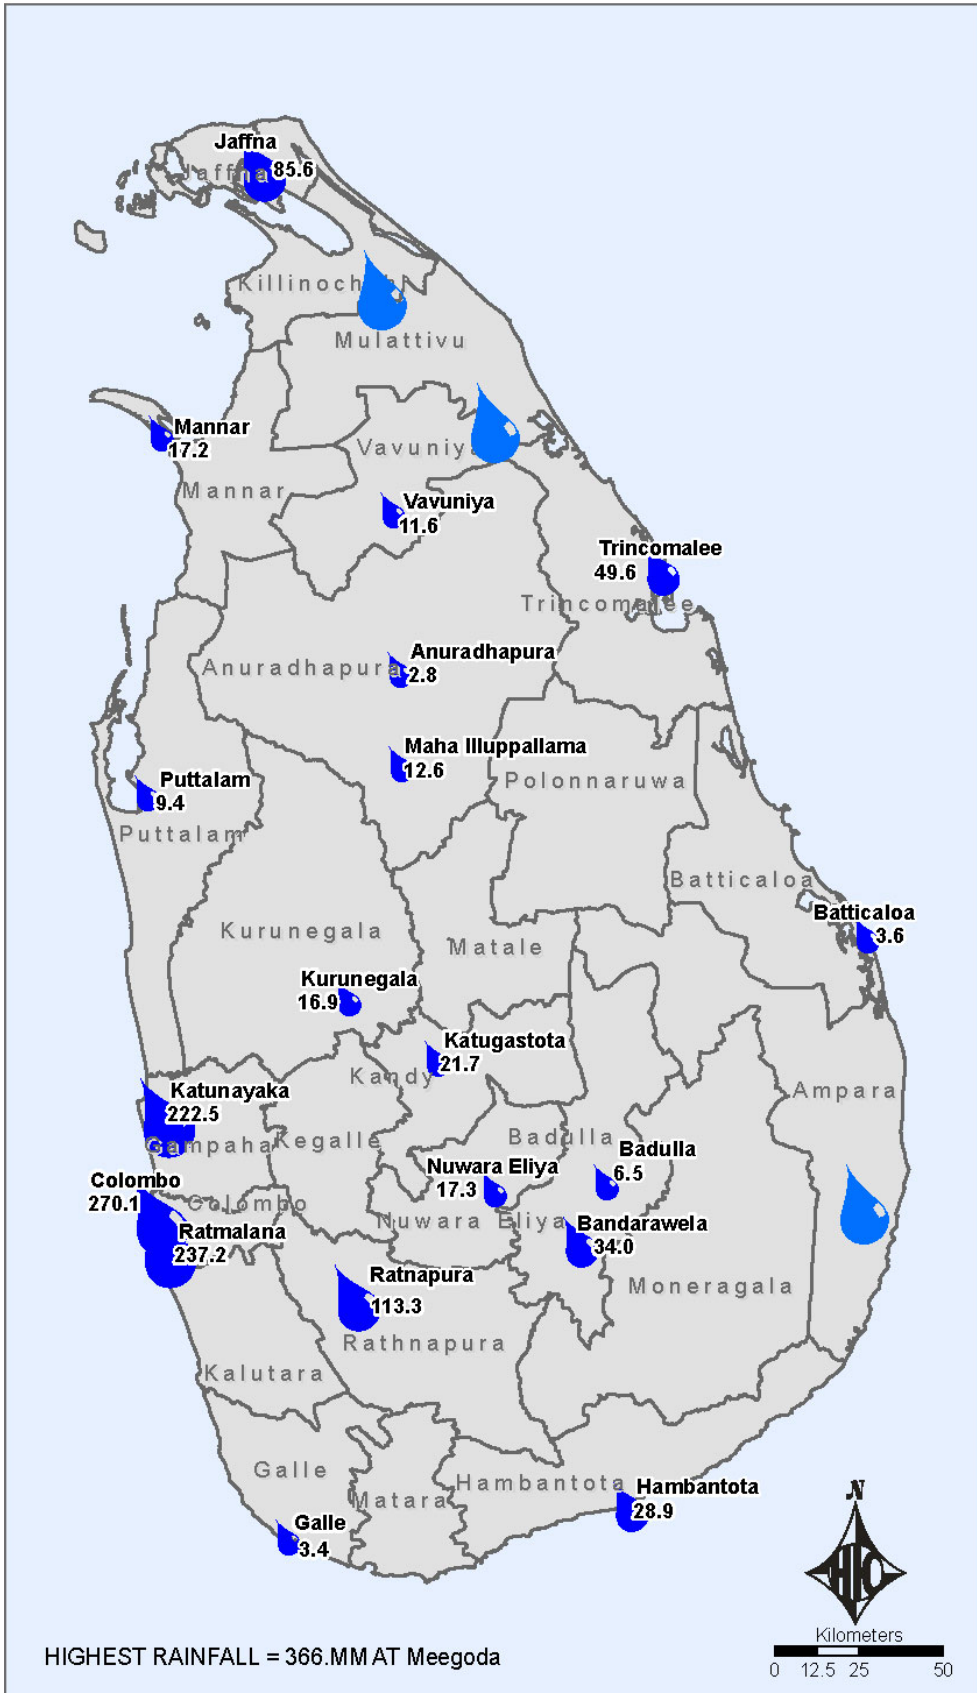 Jaffna
Jaffna
85.6
Killinochchi
Mulattivu
Mannar
17.2
Vavuniya
Mannar
Vavuniya
11.6
Trincomalee
49.6
Trincomalee
Anuradhapura
Anuradhapura
2.8
Maha Illuppallama
12.6
Puttalam
9.4
Polonnaruwa
Puttalam
Batticaloa
Batticaloa
3.6
Kurunegala
Matale
Kurunegala
16.9
Katugastota
21.7
Kandy
Katunayaka
222.5
Ampara
Gampaha
Kegalle
Badulla
Badulla
6.5
Nuwara Eliya
17.3
Colombo
270.1
Colombo
Nuwara Eliya
Bandarawela
34.0
Ratmalana
237.2
Ratnapura
113.3
Moneragala
Rathnapura
Kalutara
Galle
Matara
Hambantota
Hambantota
28.9
Galle
3.4
N
HIC
Kilometers
0 12.5 25 50
HIGHEST RAINFALL = 366.MM AT Meegoda